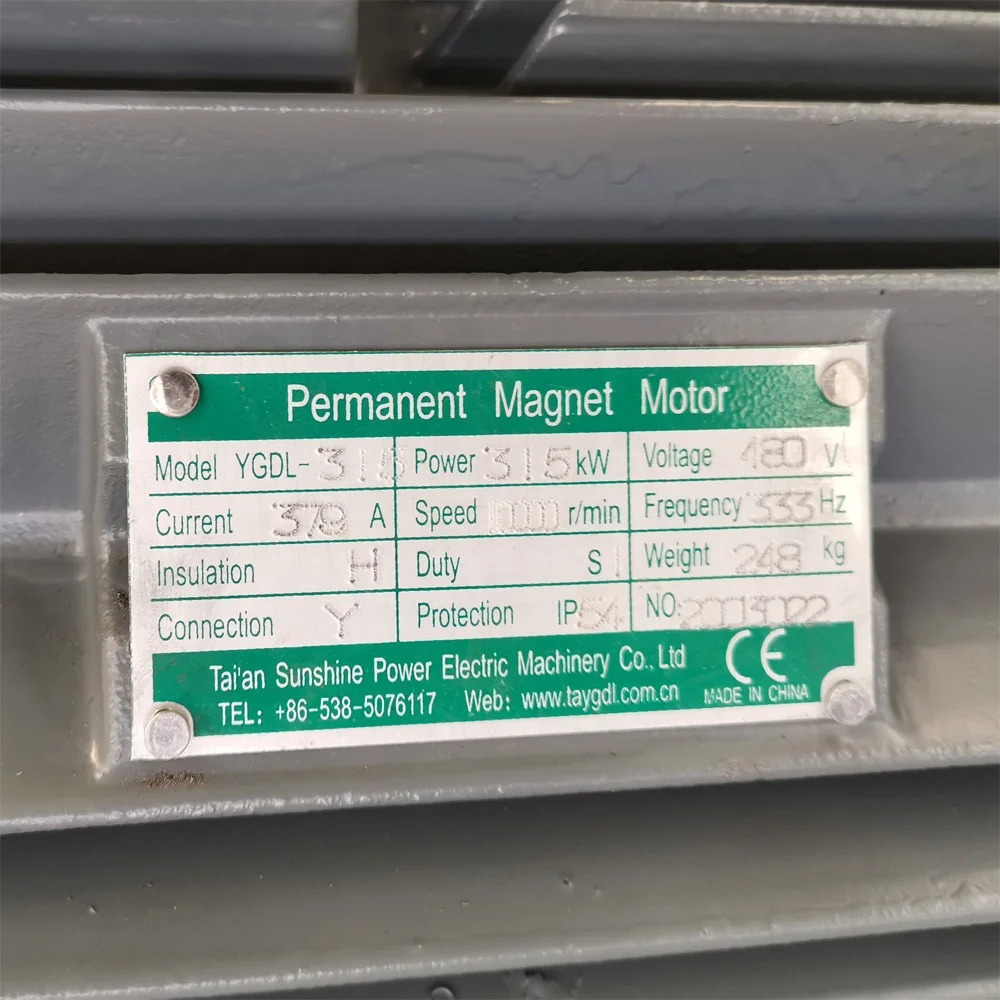 Permanent Magnet Motor
Model YGDL-315 Power 315 kW Voltage 480 V
Current 379 A Speed 10000 r/min Frequency 333 Hz
Insulation H Duty S1 Weight 248 kg
Connection Y Protection IP54 NO:
Tai'an Sunshine Power Electric Machinery Co., Ltd CE
TEL: +86-538-5076117 Web: www.taygdl.com.cn MADE IN CHINA